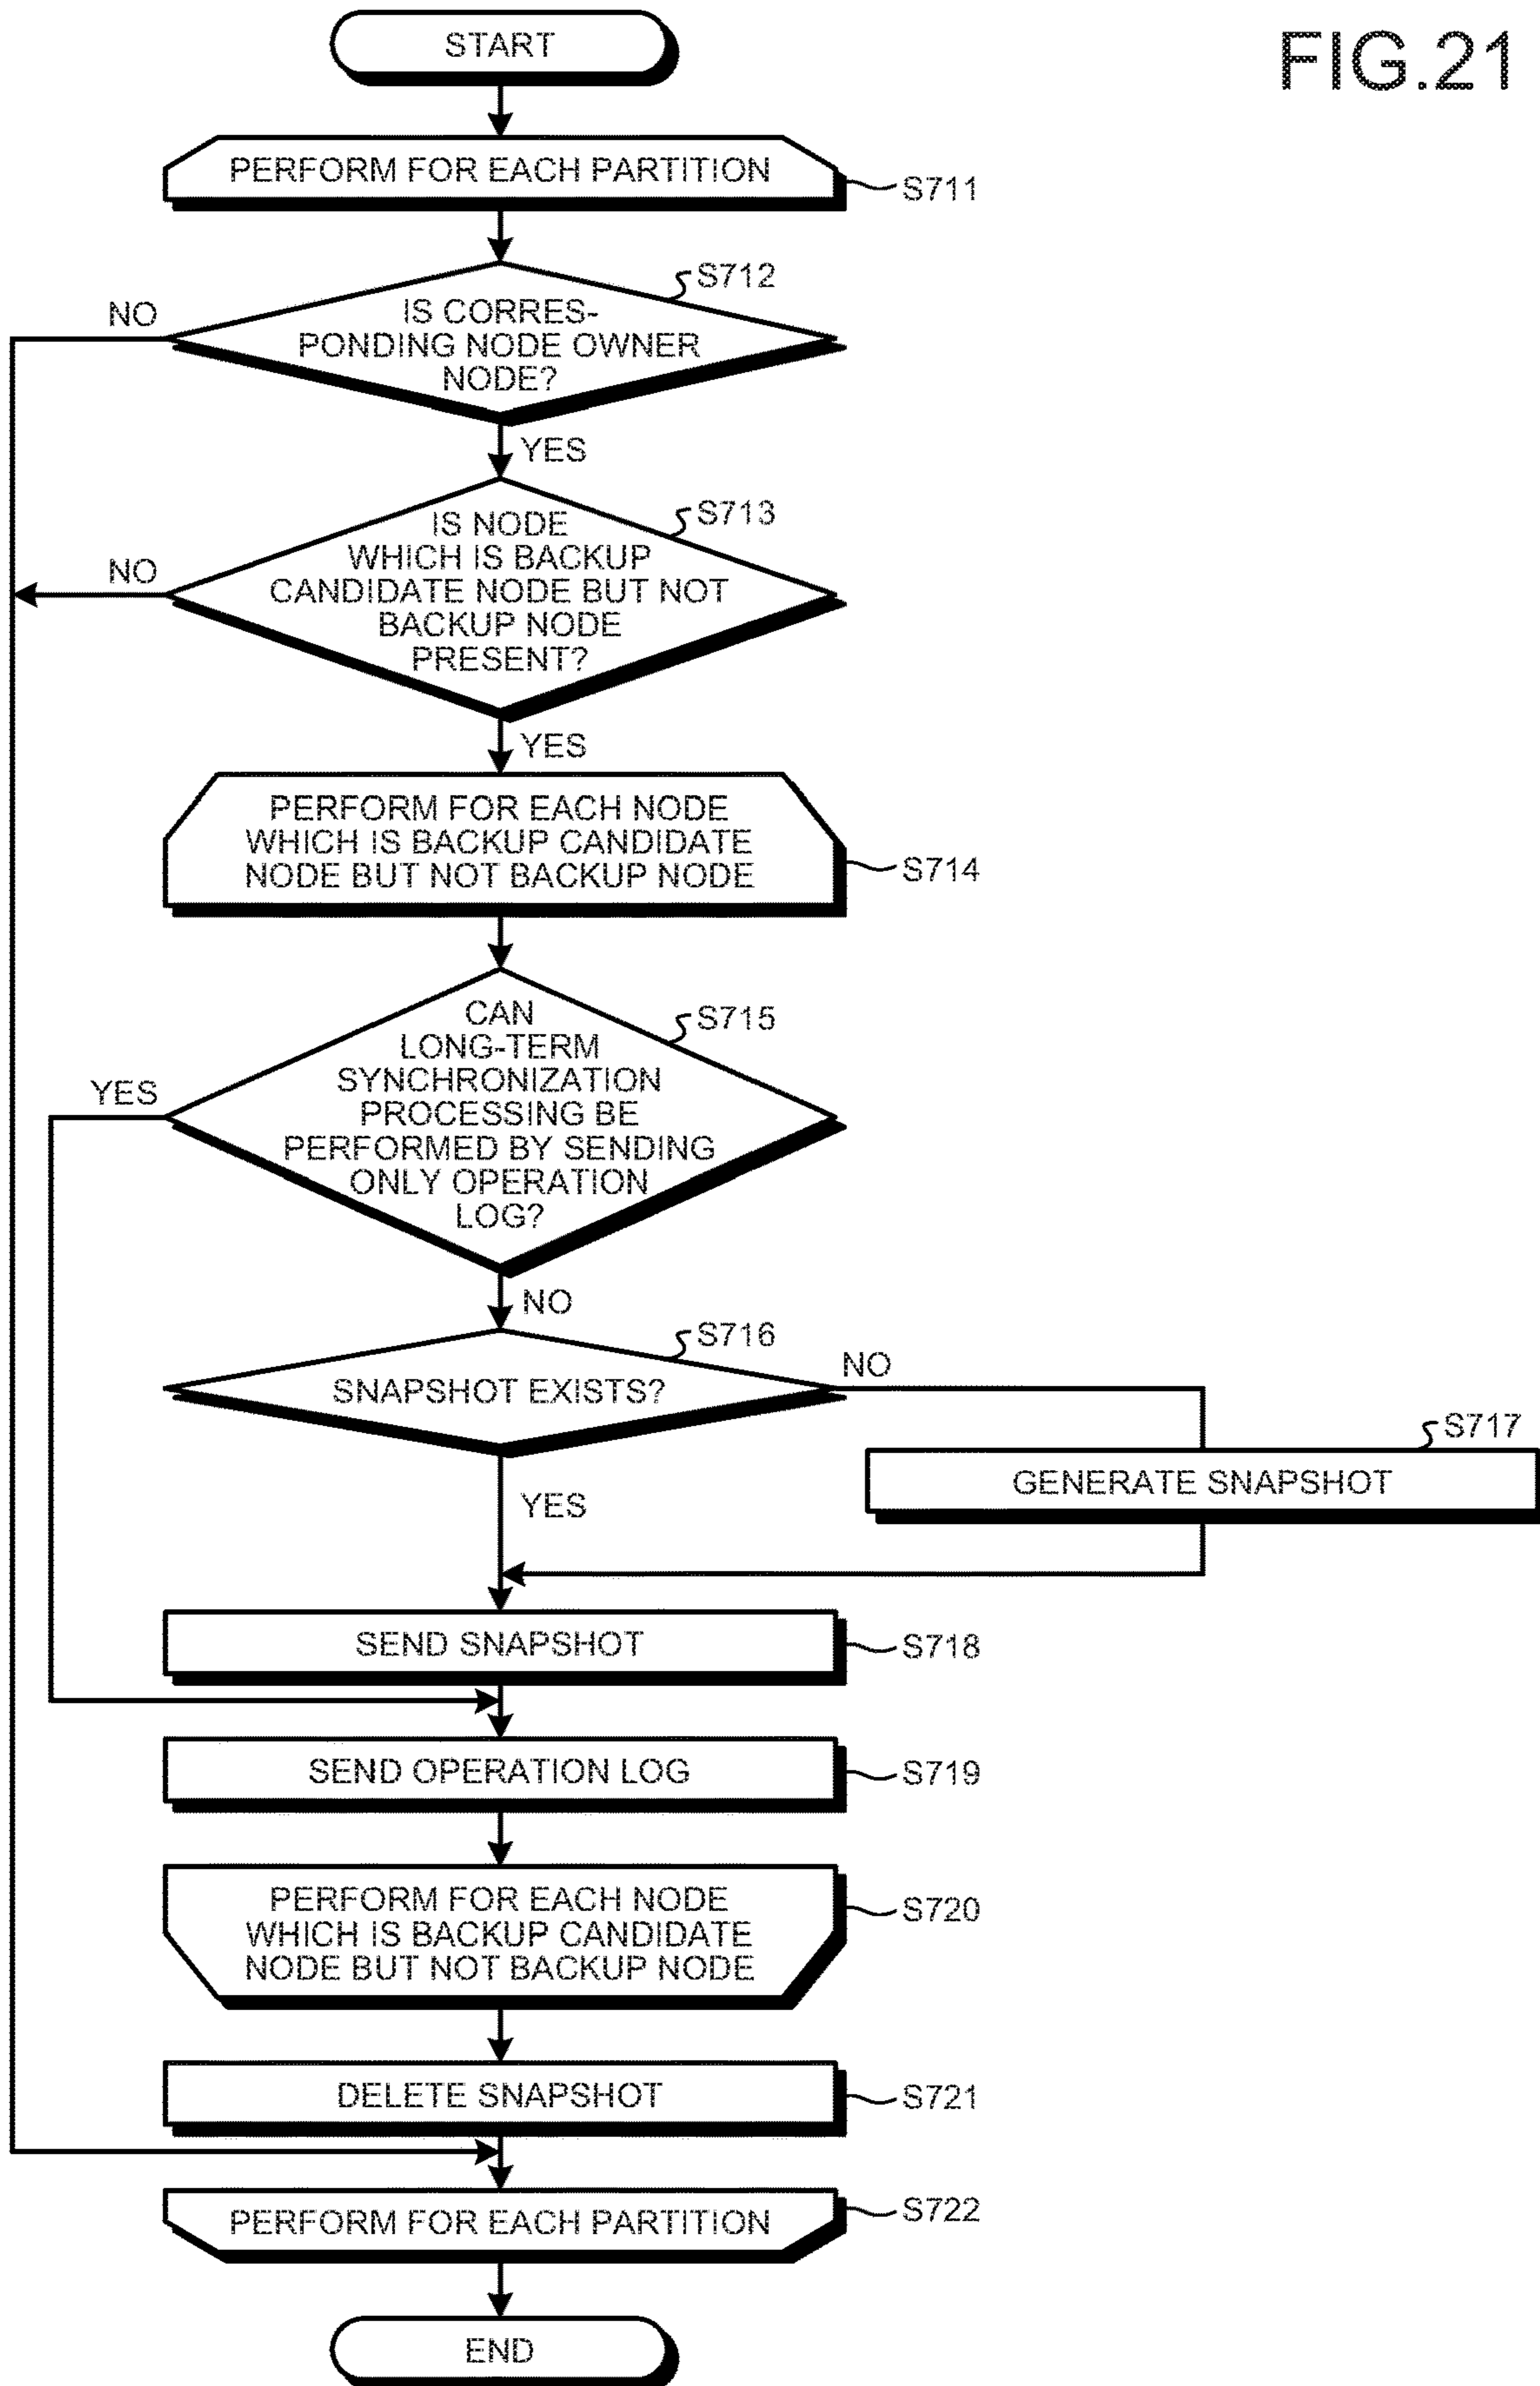 FIG.21
START
PERFORM FOR EACH PARTITION
S711
S712
NO
IS CORRES-
PONDING NODE OWNER
NODE?
YES
S713
IS NODE
WHICH IS BACKUP
NO
CANDIDATE NODE BUT NOT
BACKUP NODE
PRESENT?
YES
PERFORM FOR EACH NODE
WHICH IS BACKUP CANDIDATE
NODE BUT NOT BACKUP NODE
S714
CAN
S715
LONG-TERM
SYNCHRONIZATION
YES
PROCESSING BE
PERFORMED BY SENDING
ONLY OPERATION
LOG?
NO
S716
NO
SNAPSHOT EXISTS?
S717
GENERATE SNAPSHOT
YES
SEND SNAPSHOT
S718
SEND OPERATION LOG
S719
PERFORM FOR EACH NODE
WHICH IS BACKUP CANDIDATE
NODE BUT NOT BACKUP NODE
S720
DELETE SNAPSHOT
S721
PERFORM FOR EACH PARTITION
S722
END